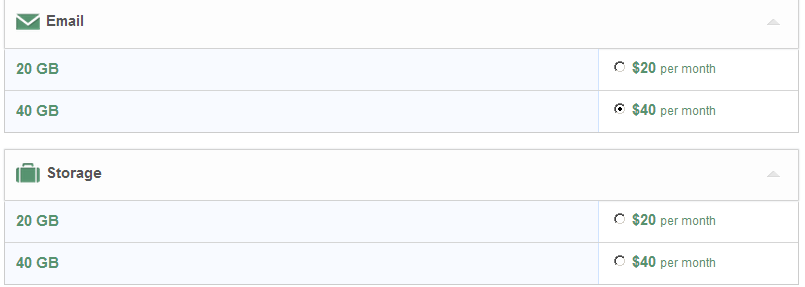 Email
20 GB $20 per month
40 GB $40 per month
Storage
20 GB $20 per month
40 GB $40 per month